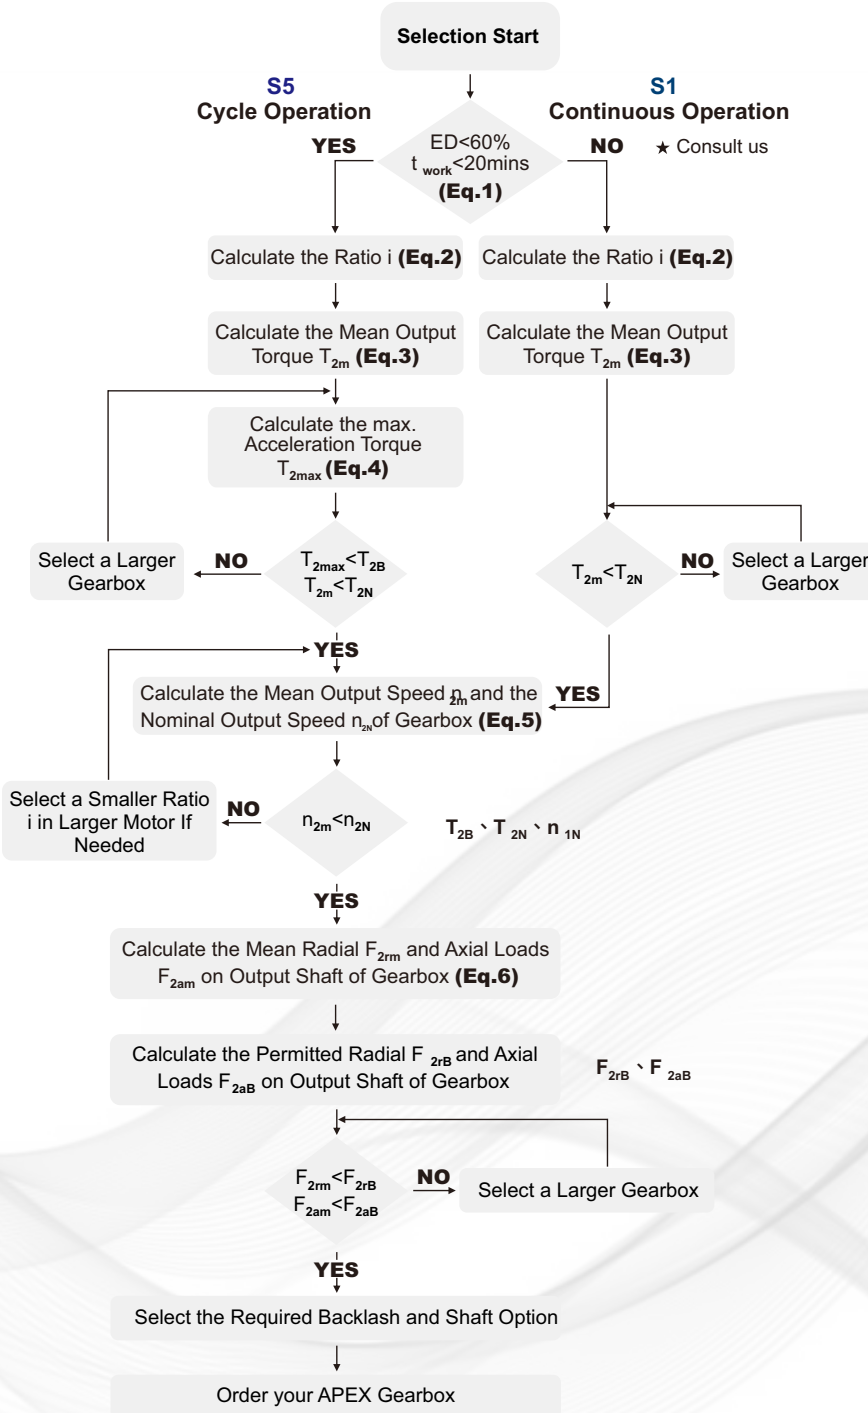 Selection Start
S5
Cycle Operation
S1
Continuous Operation
YES
ED<60%
t work<20mins
(Eq.1)
NO
★ Consult us
Calculate the Ratio i (Eq.2)
Calculate the Ratio i (Eq.2)
Calculate the Mean Output
Torque T2m (Eq.3)
Calculate the Mean Output
Torque T2m (Eq.3)
Calculate the max.
Acceleration Torque
T2max (Eq.4)
Select a Larger
Gearbox
NO
T2max<T2B
T2m<T2N
T2m<T2N
NO
Select a Larger
Gearbox
YES
Calculate the Mean Output Speed n2m and the
Nominal Output Speed n2N of Gearbox (Eq.5)
YES
Select a Smaller Ratio
i in Larger Motor If
Needed
NO
n2m<n2N
T2B、T 2N、n 1N
YES
Calculate the Mean Radial F2rm and Axial Loads
F2am on Output Shaft of Gearbox (Eq.6)
Calculate the Permitted Radial F 2rB and Axial
Loads F2aB on Output Shaft of Gearbox
F2rB、F 2aB
F2rm<F2rB
F2am<F2aB
NO
Select a Larger Gearbox
YES
Select the Required Backlash and Shaft Option
Order your APEX Gearbox